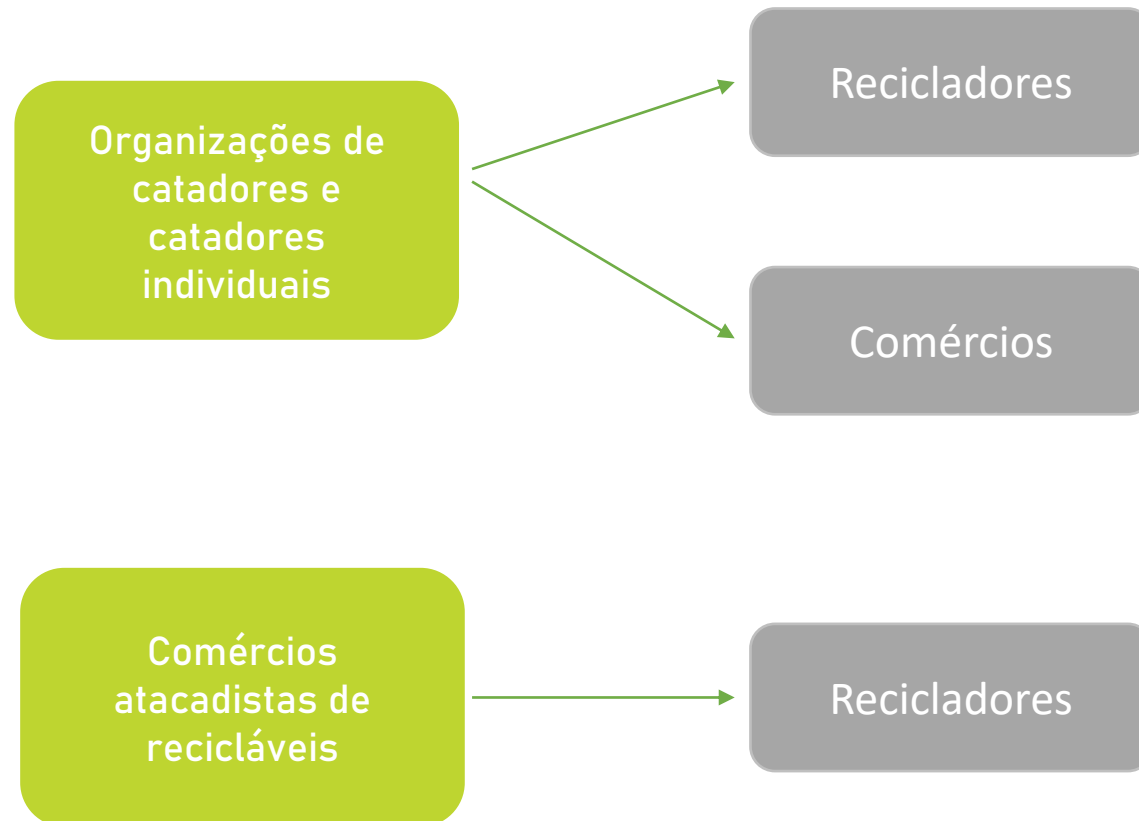 Organizações de
catadores e
catadores
individuais
Recicladores
Comércios
Comércios
atacadistas de
recicláveis
Recicladores